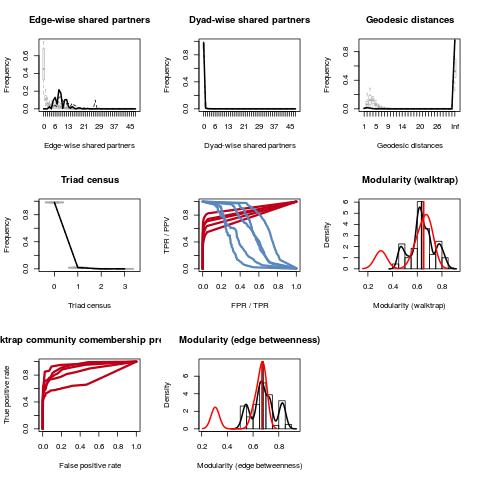 Edge-wise shared partners
Dyad-wise shared partners
Geodesic distances
Frequency
0.0 0.4
0 6 13 21 29 37 45
Edge-wise shared partners
Frequency
0.0 0.4 0.8
0 6 13 21 29 37 45
Dyad-wise shared partners
Frequency
0.0 0.4 0.8
1 5 9 14 20 26 Inf
Geodesic distances
Triad census
Modularity (walktrap)
Frequency
0.0 0.4 0.8
0 1 2 3
Triad census
TPR / PPV
0.0 0.4 0.8
0.0 0.2 0.4 0.6 0.8 1.0
FPR / TPR
Density
0 1 2 3 4 5 6
0.2 0.4 0.6 0.8
Modularity (walktrap)
ktrap community comembership pre
Modularity (edge betweenness)
True positive rate
0.0 0.4 0.8
0.0 0.2 0.4 0.6 0.8 1.0
False positive rate
Density
0 2 4 6
0.2 0.4 0.6 0.8
Modularity (edge betweenness)